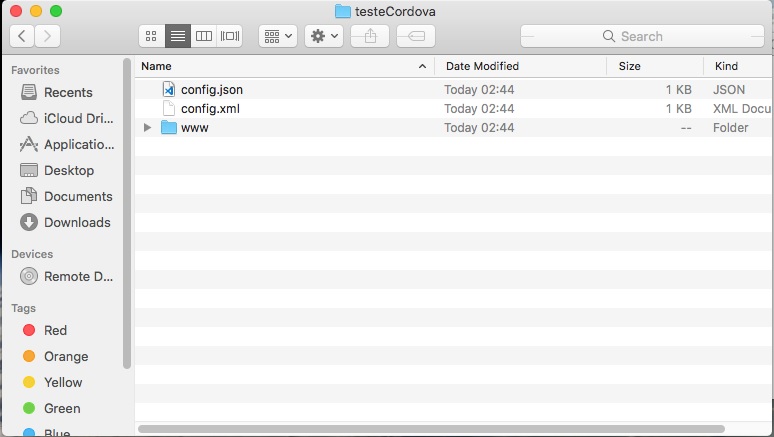 testeCordova
Search
Favorites
Recents
iCloud Dri...
Applicatio...
Desktop
Documents
Downloads
Devices
Remote D...
Tags
Red
Orange
Yellow
Green
Blue
Name Date Modified Size Kind
config.json Today 02:44 1 KB JSON
config.xml Today 02:44 1 KB XML Docu
www Today 02:44 -- Folder